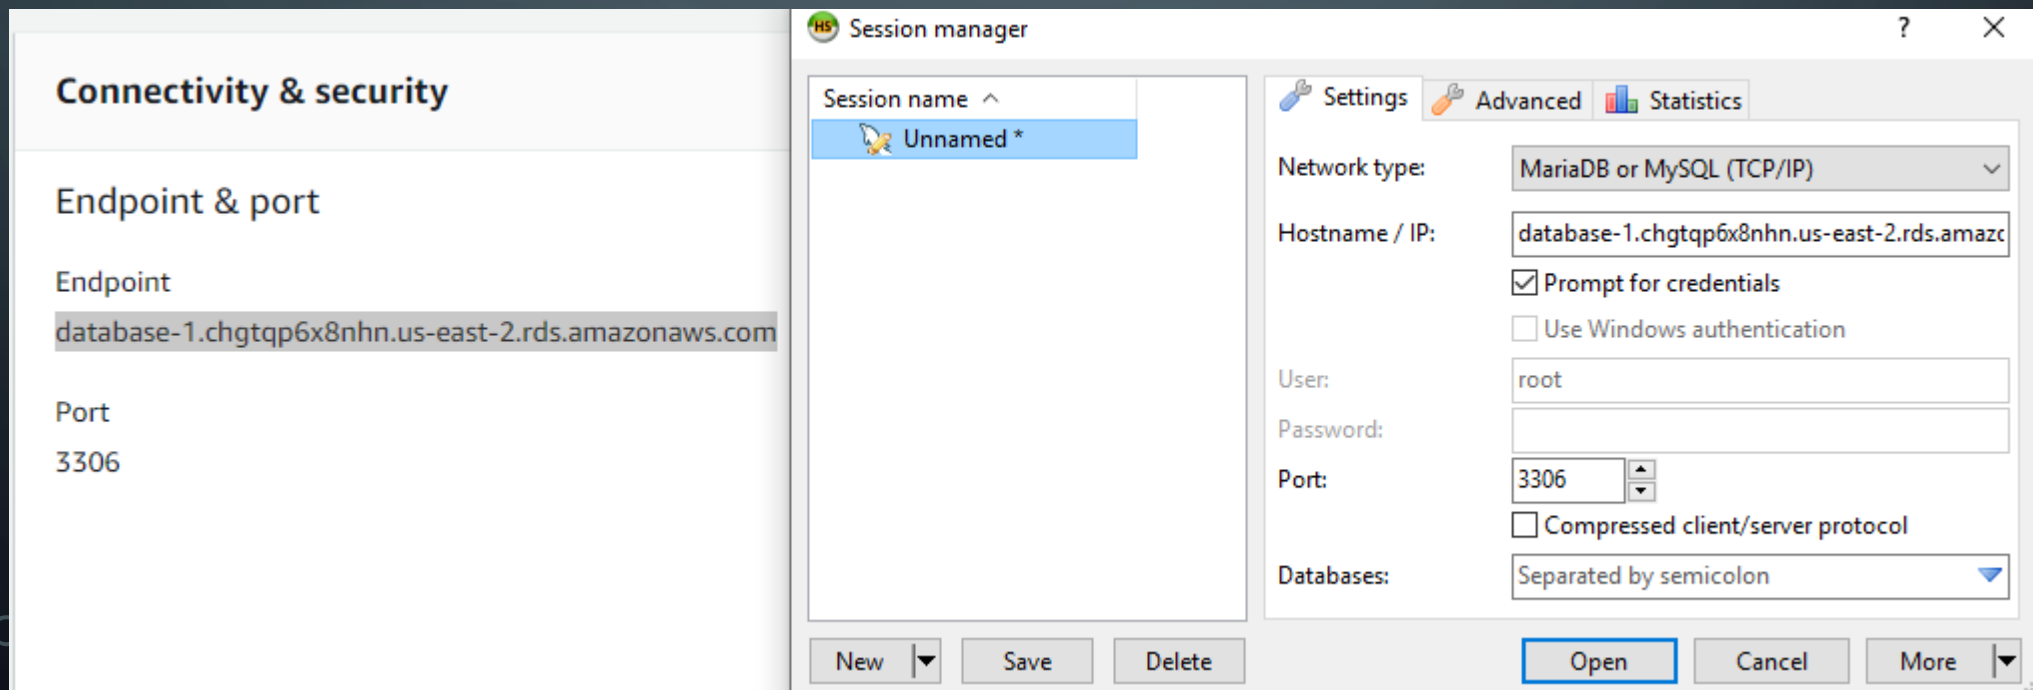 Connectivity & security
Endpoint & port
Endpoint
database-1.chgtqp6x8nhn.us-east-2.rds.amazonaws.com
Port
3306
HS Session manager
? X
Session name
Unnamed *
Settings Advanced Statistics
Network type: MariaDB or MySQL (TCP/IP)
Hostname / IP: database-1.chgtqp6x8nhn.us-east-2.rds.amazo
Prompt for credentials
Use Windows authentication
User: root
Password:
Port: 3306
Compressed client/server protocol
Databases: Separated by semicolon
New Save Delete Open Cancel More